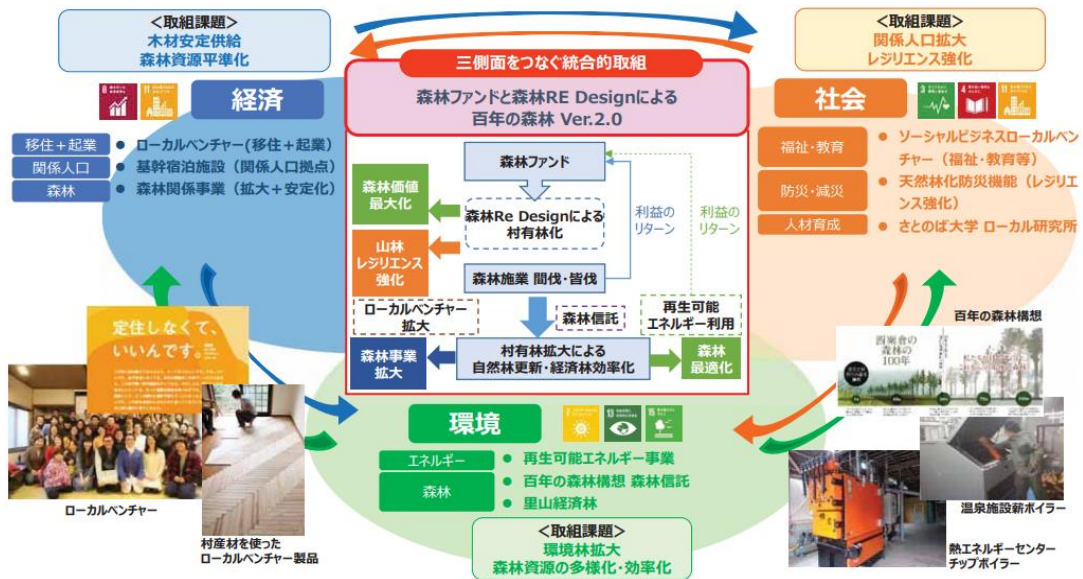 <取組課題>
木材安定供給
森林資源平準化
<取組課題>
関係人口拡大
レジリエンス強化
三側面をつなぐ統合的取組
森林ファンドと森林RE Designによる
百年の森林 Ver.2.0
経済
8
11
移住+起業
● ローカルベンチャー(移住+起業)
関係人口
● 基幹宿泊施設（関係人口拠点）
森林
● 森林関係事業（拡大+安定化）
森林ファンド
森林価値
最大化
森林Re Designによる
村有林化
利益の
リターン
利益の
リターン
山林
レジリエンス
強化
森林施業 間伐・皆伐
ローカルベンチャー
拡大
森林信託
再生可能
エネルギー利用
森林事業
拡大
村有林拡大による
自然林更新・経済林効率化
森林
最適化
社会
3
4
11
福祉・教育
● ソーシャルビジネスローカルベン
チャー（福祉・教育等）
防災・減災
● 天然林化防災機能（レジリエ
ンス強化）
人材育成
● さとのば大学 ローカル研究所
定住しなくて、
いいんです。
ローカルベンチャー
村産材を使った
ローカルベンチャー製品
環境
7
13
15
エネルギー
● 再生可能エネルギー事業
森林
● 百年の森林構想 森林信託
● 里山経済林
<取組課題>
環境林拡大
森林資源の多様化・効率化
百年の森林構想
西粟倉の
森林の
100年
温泉施設薪ボイラー
熱エネルギーセンター
チップボイラー